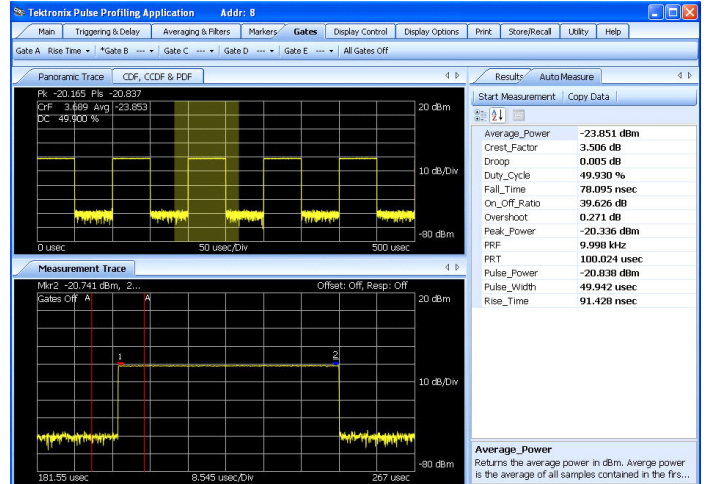 Tektronix Pulse Profiling Application Addr: 8
Main Triggering & Delay Averaging & Filters Markers Gates Display Control Display Options Print Store/Recall Utility Help
Gate A Rise Time *Gate B --- Gate C --- Gate D --- Gate E --- All Gates Off
Panoramic Trace CDF, CCDF & PDF
Pk -20.165 Pls -20.837
CrF 3.689 Avg -23.853
DC 49.900 %
20 dBm
10 dB/Div
-80 dBm
0 usec 50 usec/Div 500 usec
Measurement Trace
Mkr2 -20.741 dBm, 2... Offset: Off, Resp: Off
Gates Off A A
20 dBm
1 2
10 dB/Div
-80 dBm
181.55 usec 8.545 usec/Div 267 usec
Results Auto Measure
Start Measurement Copy Data
Average_Power -23.851 dBm
Crest_Factor 3.506 dB
Droop 0.005 dB
Duty_Cycle 49.930 %
Fall_Time 78.095 nsec
On_Off_Ratio 39.626 dB
Overshoot 0.271 dB
Peak_Power -20.336 dBm
PRF 9.998 kHz
PRT 100.024 usec
Pulse_Power -20.838 dBm
Pulse_Width 49.942 usec
Rise_Time 91.428 nsec
Average_Power
Returns the average power in dBm. Averge power
is the average of all samples contained in the firs...